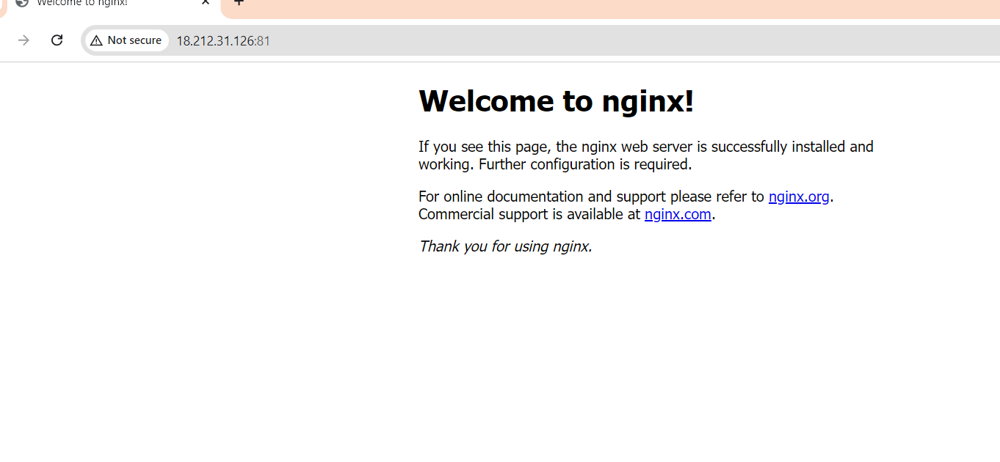 Welcome to nginx!
Not secure 18.212.31.126:81
Welcome to nginx!
If you see this page, the nginx web server is successfully installed and
working. Further configuration is required.
For online documentation and support please refer to nginx.org.
Commercial support is available at nginx.com.
Thank you for using nginx.